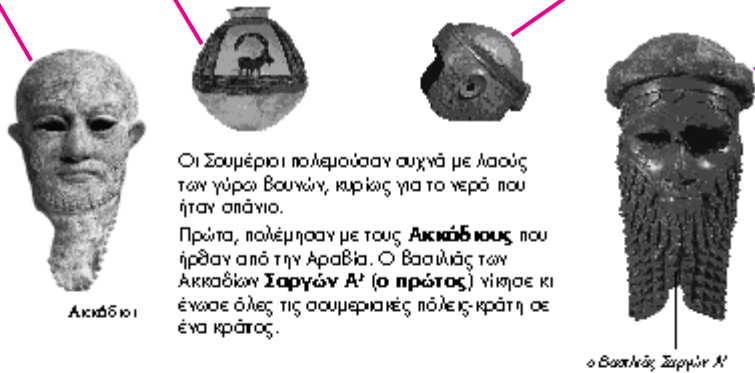 Οι Σουμέριοι πολεμούσαν συχνά με λαούς
των γύρω βουνών, κυρίως για το νερό που
ήταν σπάνιο.
Πρώτα, πολέμησαν με τους Ακκάδιους που
ήρθαν από την Αραβία. Ο βασιλιάς των
Ακκαδίων Σαργών Α' (ο πρώτος) νίκησε κι
ένωσε όλες τις σουμεριακές πόλεις-κράτη σε
ένα κράτος.
Ακκάδιοι
ο βασιλιάς Σαργών Α'